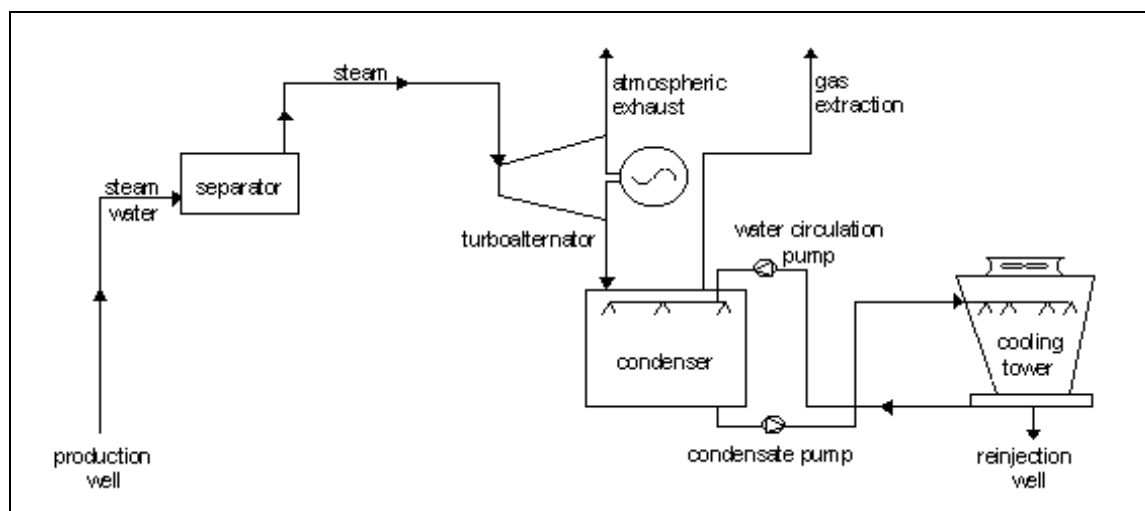 steam
atmospheric
exhaust
gas
extraction
separator
steam
water
turboalternator
water circulation
pump
condenser
cooling
tower
production
well
condensate pump
reinjection
well